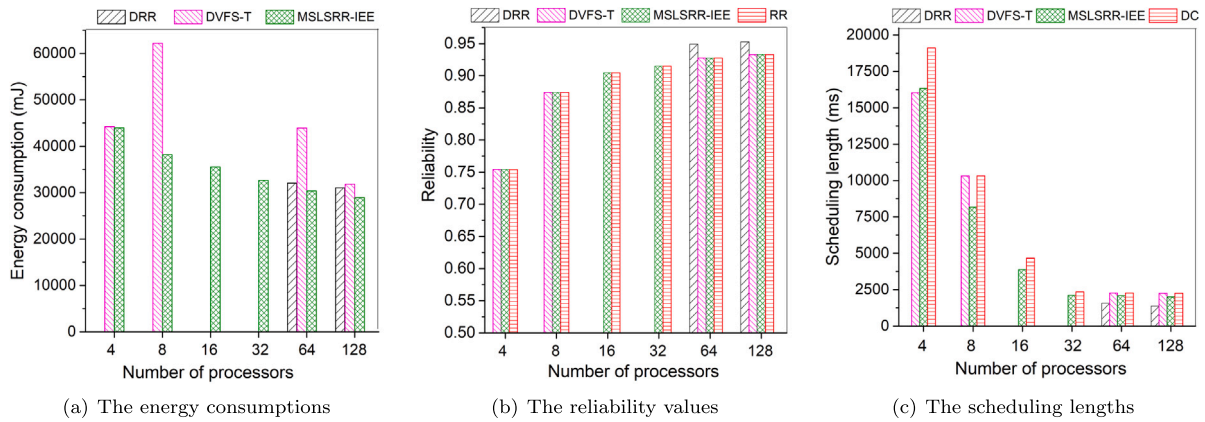 DRR DVFS-T MSLSRR-IEE
Energy consumption (mJ)
60000
50000
40000
30000
20000
10000
0
4 8 16 32 64 128
Number of processors
(a) The energy consumptions
DRR DVFS-T MSLSRR-IEE RR
Reliability
0.95
0.90
0.85
0.80
0.75
0.70
0.65
0.60
0.55
0.50
4 8 16 32 64 128
Number of processors
(b) The reliability values
DRR DVFS-T MSLSRR-IEE DC
Scheduling length (ms)
20000
17500
15000
12500
10000
7500
5000
2500
0
4 8 16 32 64 128
Number of processors
(c) The scheduling lengths